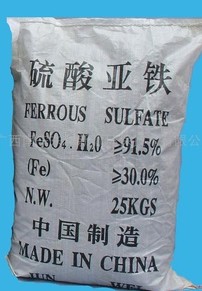 硫酸亚铁
FERROUS SULFATE
FeSO₄.H₂O ≥91.5%
(Fe) ≥30.0%
N.W. 25KGS
中国制造
MADE IN CHINA